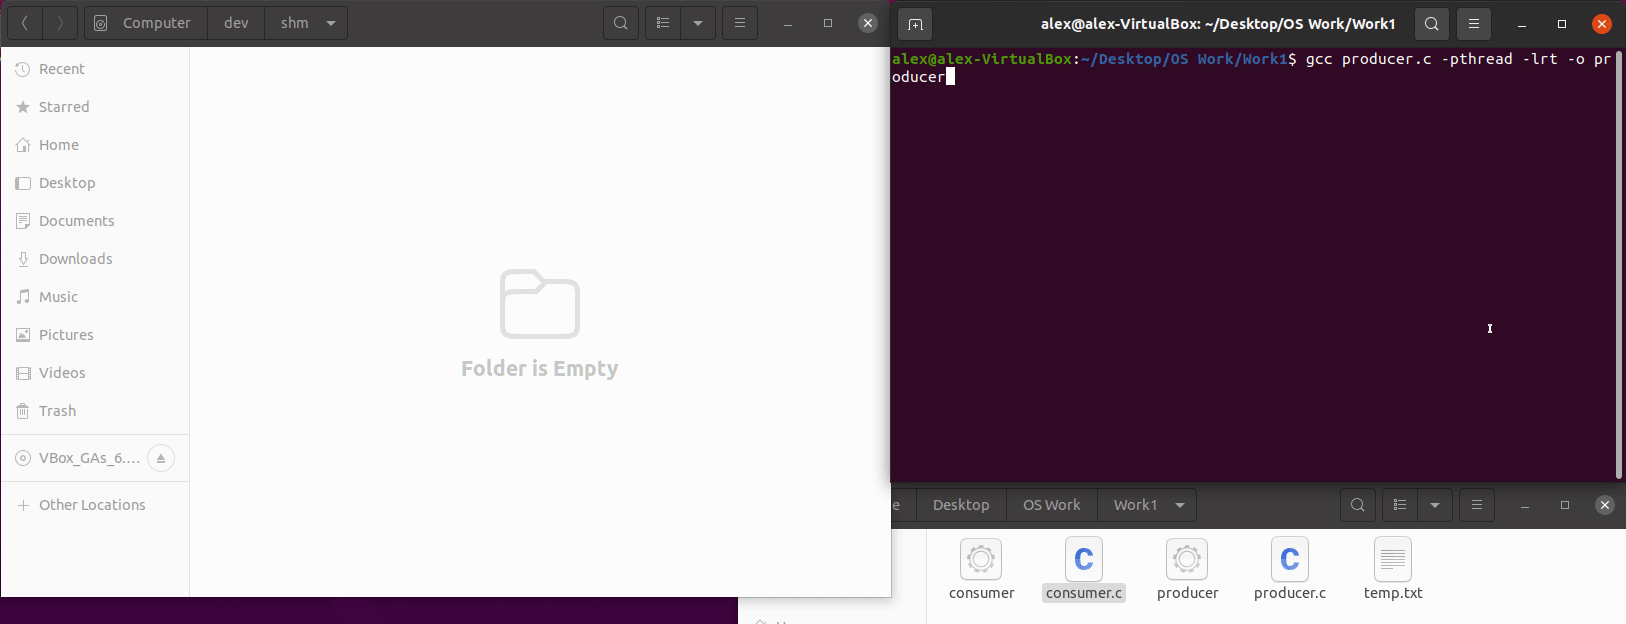 Computer dev shm
Recent
Starred
Home
Desktop
Documents
Downloads
Music
Pictures
Videos
Trash
VBox_GAs_6....
Other Locations
Folder is Empty
alex@alex-VirtualBox: ~/Desktop/OS Work/Work1
alex@alex-VirtualBox:~/Desktop/OS Work/Work1$ gcc producer.c -pthread -lrt -o pr
oducer
e Desktop OS Work Work1
consumer consumer.c producer producer.c temp.txt